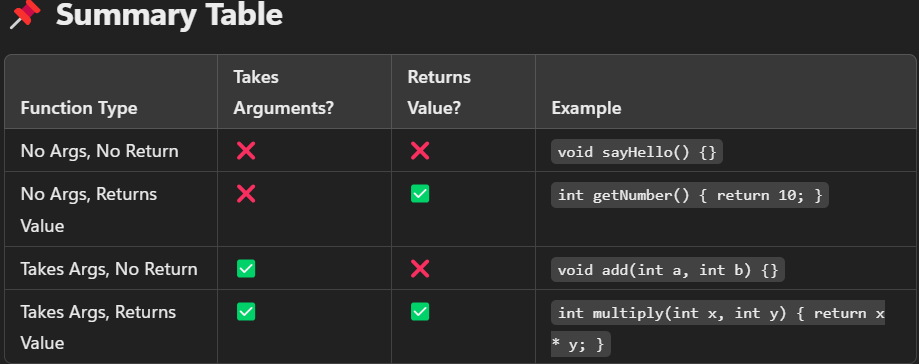 📌 Summary Table
Function Type
Takes Arguments?
Returns Value?
Example
No Args, No Return
❌
❌
void sayHello() {}
No Args, Returns
Value
❌
✅
int getNumber() { return 10; }
Takes Args, No Return
✅
❌
void add(int a, int b) {}
Takes Args, Returns
Value
✅
✅
int multiply(int x, int y) { return x
* y; }